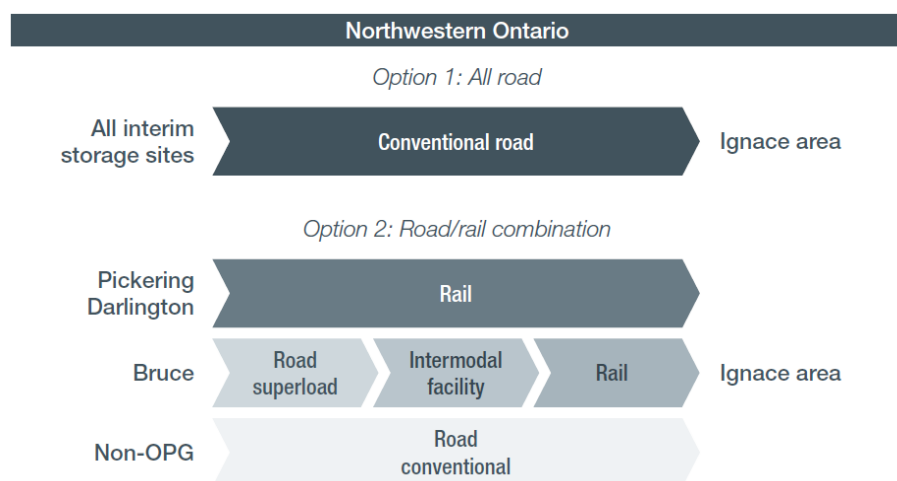 Northwestern Ontario
Option 1: All road
All interim
storage sites
Conventional road
Ignace area
Option 2: Road/rail combination
Pickering
Darlington
Rail
Bruce
Road
superload
Intermodal
facility
Rail
Ignace area
Non-OPG
Road
conventional